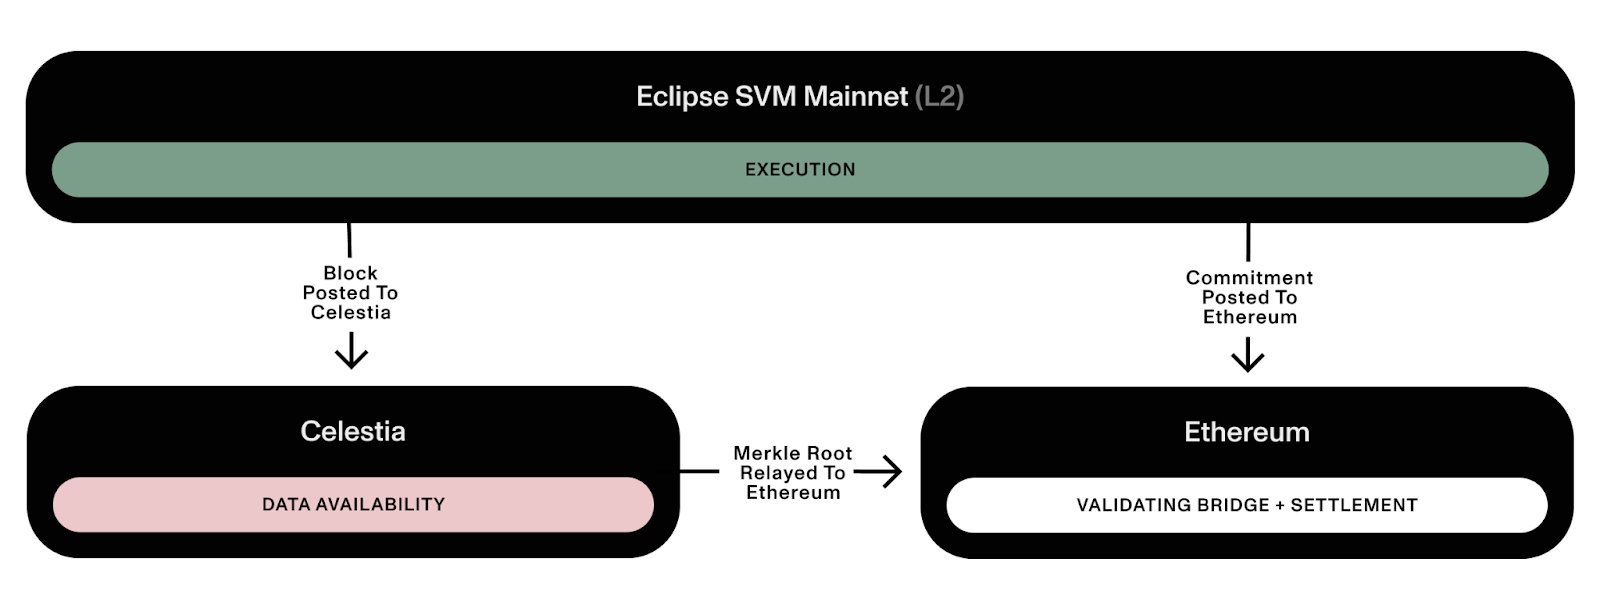 Eclipse SVM Mainnet (L2)
EXECUTION
Block
Posted To
Celestia
Commitment
Posted To
Ethereum
Celestia
DATA AVAILABILITY
Merkle Root
Relayed To
Ethereum
Ethereum
VALIDATING BRIDGE + SETTLEMENT